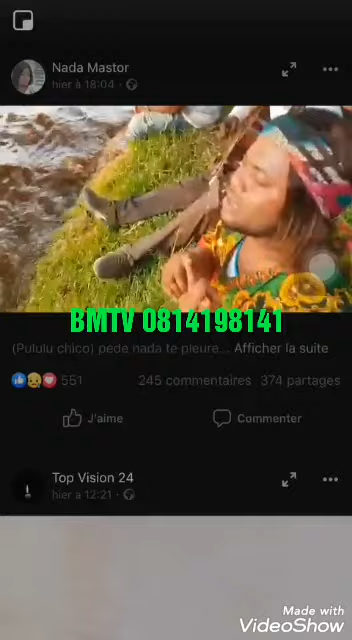 Nada Mastor
hier à 18:04 ·
BMTV 0814198141
(Pululu chico) pede nada te pleure... Afficher la suite
551 245 commentaires 374 partages
J'aime Commenter
Top Vision 24
hier à 12:21 ·
Made with
VideoShow